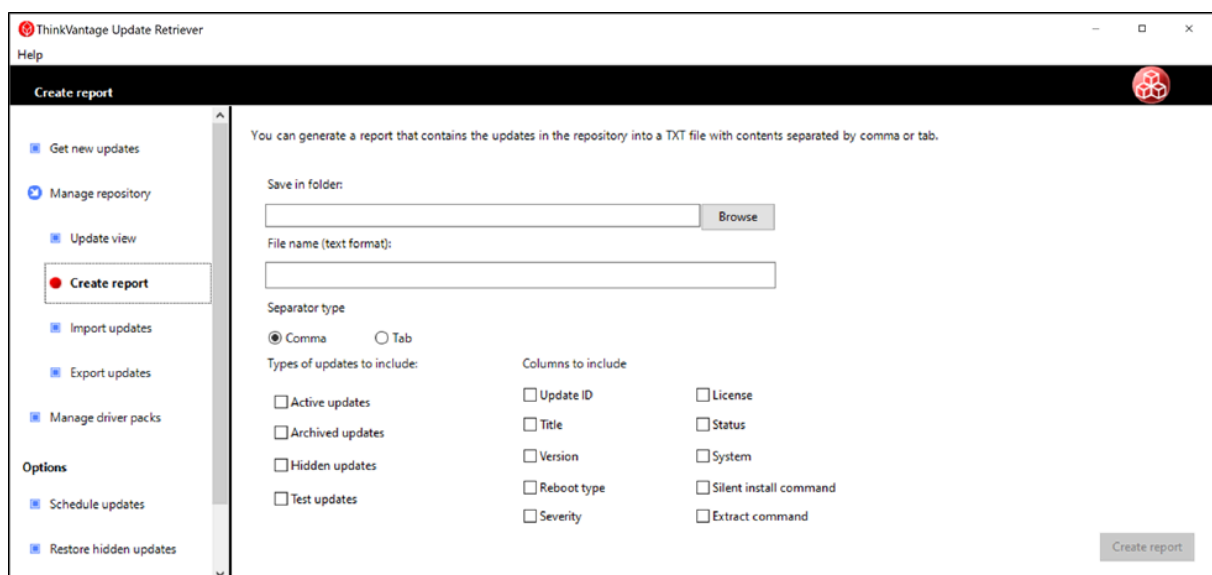 ThinkVantage Update Retriever
Help
Create report
Get new updates
Manage repository
Update view
Create report
Import updates
Export updates
Manage driver packs
Options
Schedule updates
Restore hidden updates
You can generate a report that contains the updates in the repository into a TXT file with contents separated by comma or tab.
Save in folder:
Browse
File name (text format):
Separator type
Comma Tab
Types of updates to include:
Active updates
Archived updates
Hidden updates
Test updates
Columns to include
Update ID License
Title Status
Version System
Reboot type Silent install command
Severity Extract command
Create report